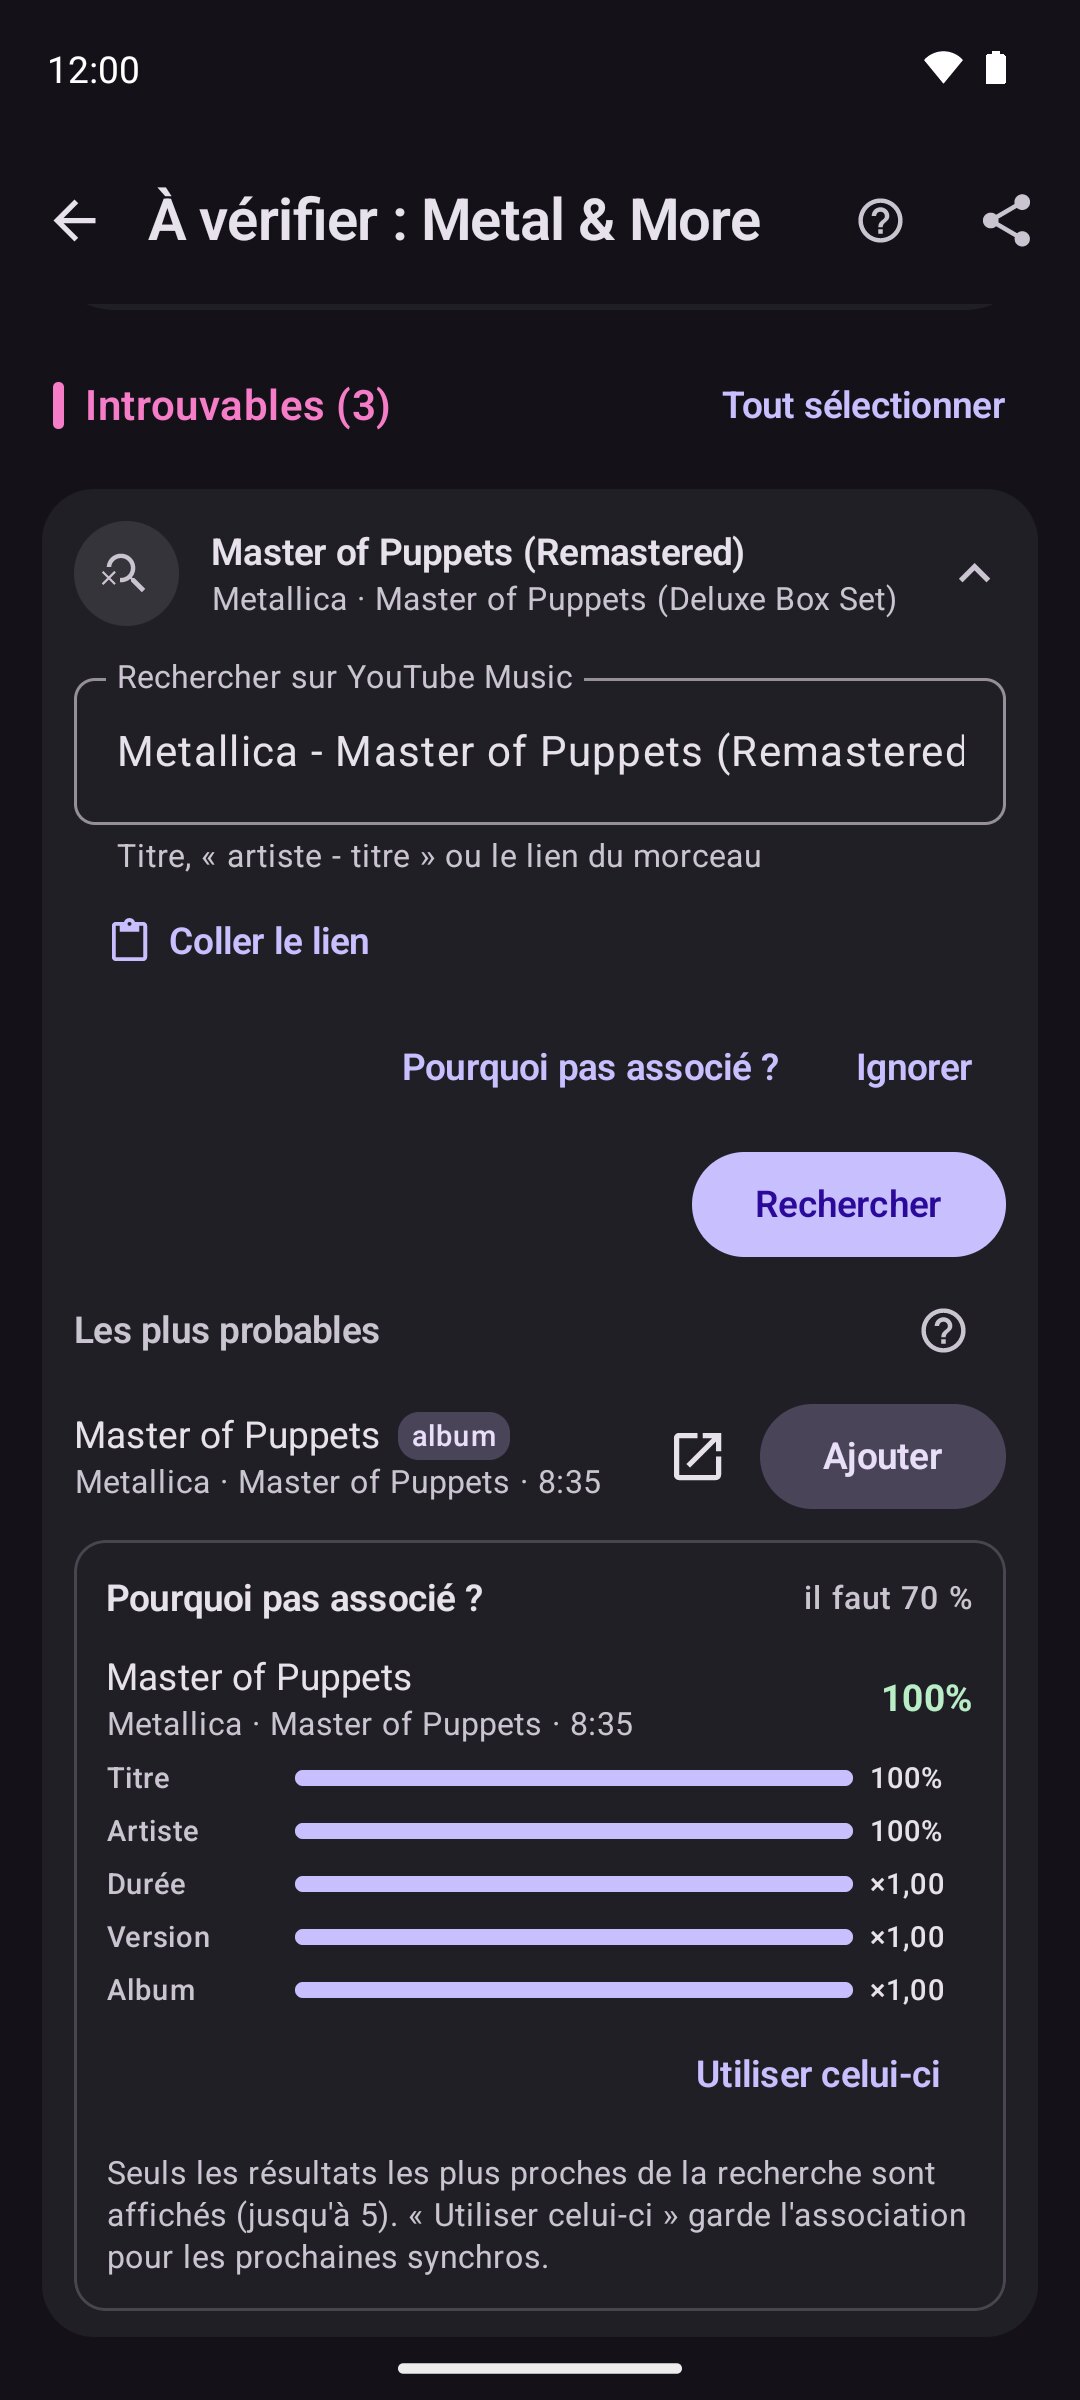 12:00
À vérifier : Metal & More
Introuvables (3)
Tout sélectionner
Master of Puppets (Remastered)
Metallica · Master of Puppets (Deluxe Box Set)
Rechercher sur YouTube Music
Metallica - Master of Puppets (Remastered
Titre, « artiste - titre » ou le lien du morceau
Coller le lien
Pourquoi pas associé ?
Ignorer
Rechercher
Les plus probables
Master of Puppets album
Metallica · Master of Puppets · 8:35
Ajouter
Pourquoi pas associé ?
il faut 70 %
Master of Puppets
Metallica · Master of Puppets · 8:35
100%
Titre 100%
Artiste 100%
Durée ×1,00
Version ×1,00
Album ×1,00
Utiliser celui-ci
Seuls les résultats les plus proches de la recherche sont
affichés (jusqu'à 5). « Utiliser celui-ci » garde l'association
pour les prochaines synchros.